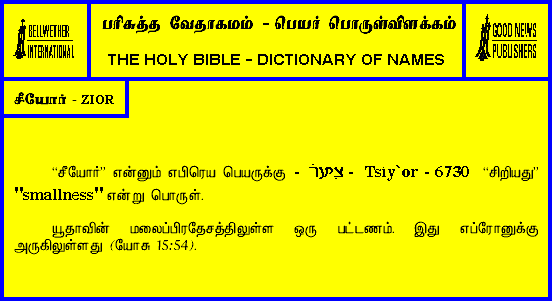 BELLWETHER
INTERNATIONAL
பரிசுத்த வேதாகமம் - பெயர் பொருள்விளக்கம்
THE HOLY BIBLE - DICTIONARY OF NAMES
GOOD NEWS
PUBLISHERS
சீயோர் - ZIOR
“சீயோர்” என்னும் எபிரெய பெயருக்கு - צִעֹר - Tsiy`or - 6730 “சிறியது”
"smallness" என்று பொருள்.
யூதாவின் மலைப்பிரதேசத்திலுள்ள ஒரு பட்டணம். இது எப்ரோனுக்கு
அருகிலுள்ளது (யோசு 15:54).